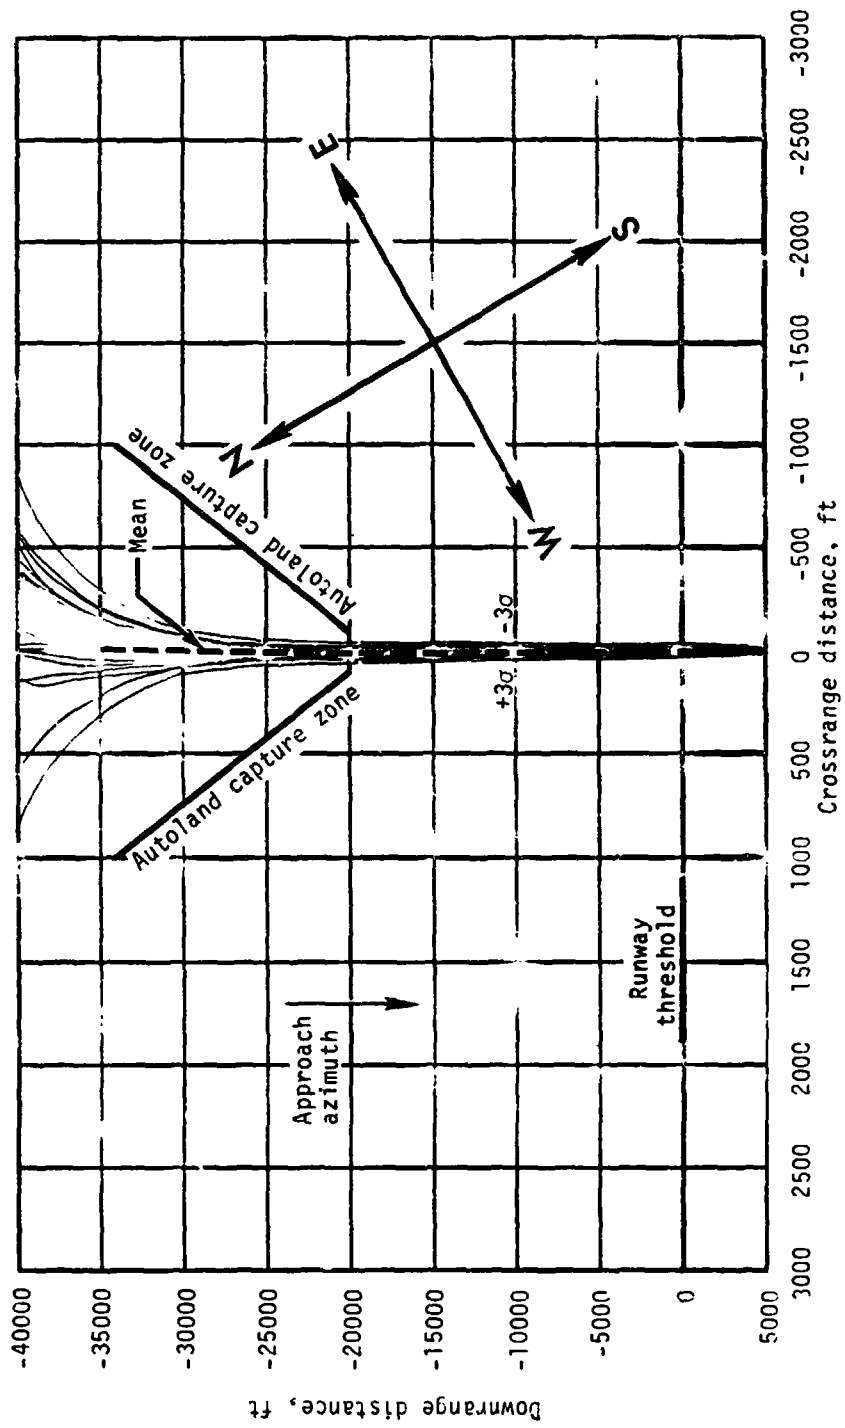 -40000
-35000
-30000
-25000
-20000
-15000
-10000
-5000
0
5000
Downrange distance, ft
3000
2500
2000
1500
1000
500
0
-500
-1000
-1500
-2000
-2500
-3000
Crossrange distance, ft
Approach
azimuth
Runway
threshold
Autoland capture zone
+3σ
-3σ
Mean
Autoland capture zone
N
E
S
W